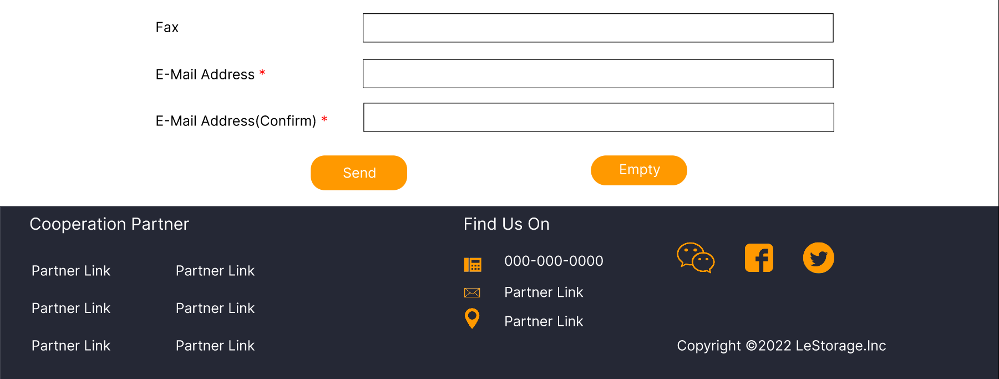 Fax
E-Mail Address *
E-Mail Address(Confirm) *
Send
Empty
Cooperation Partner
Partner Link
Partner Link
Partner Link
Partner Link
Partner Link
Partner Link
Find Us On
000-000-0000
Partner Link
Partner Link
Copyright ©2022 LeStorage.Inc